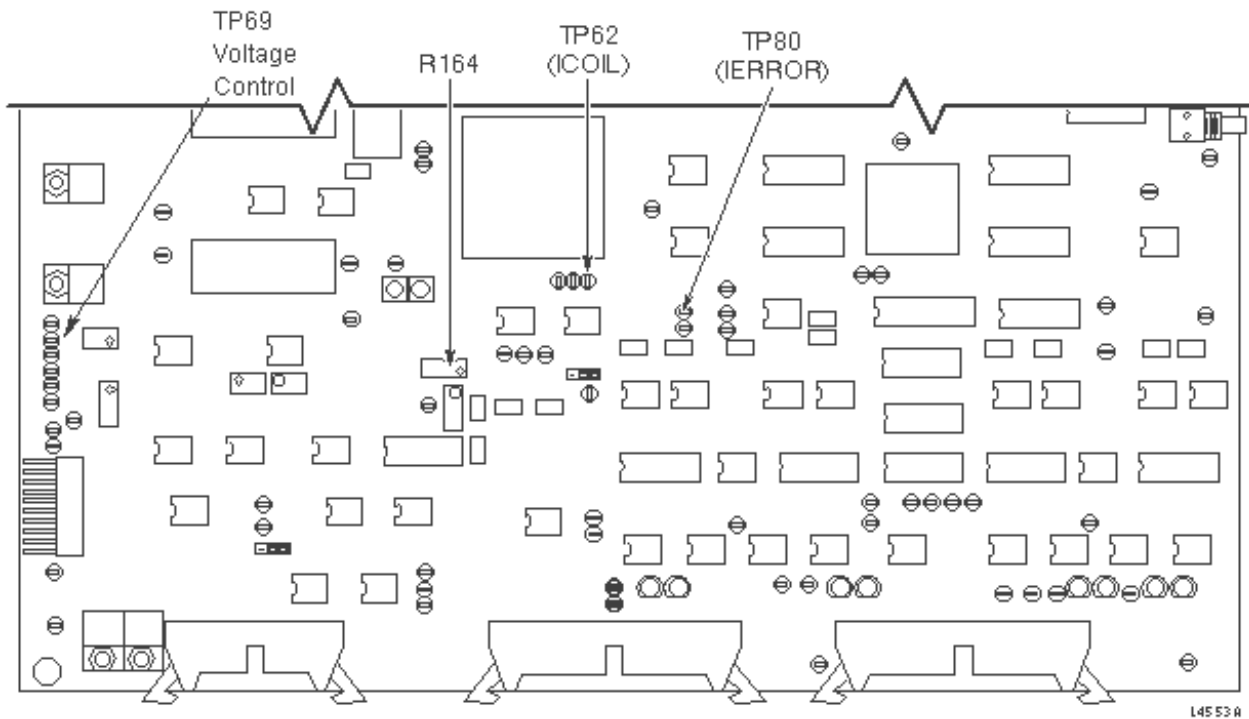 TP69
Voltage
Control
R164
TP62
(ICOIL)
TP80
(IERROR)
L4553A